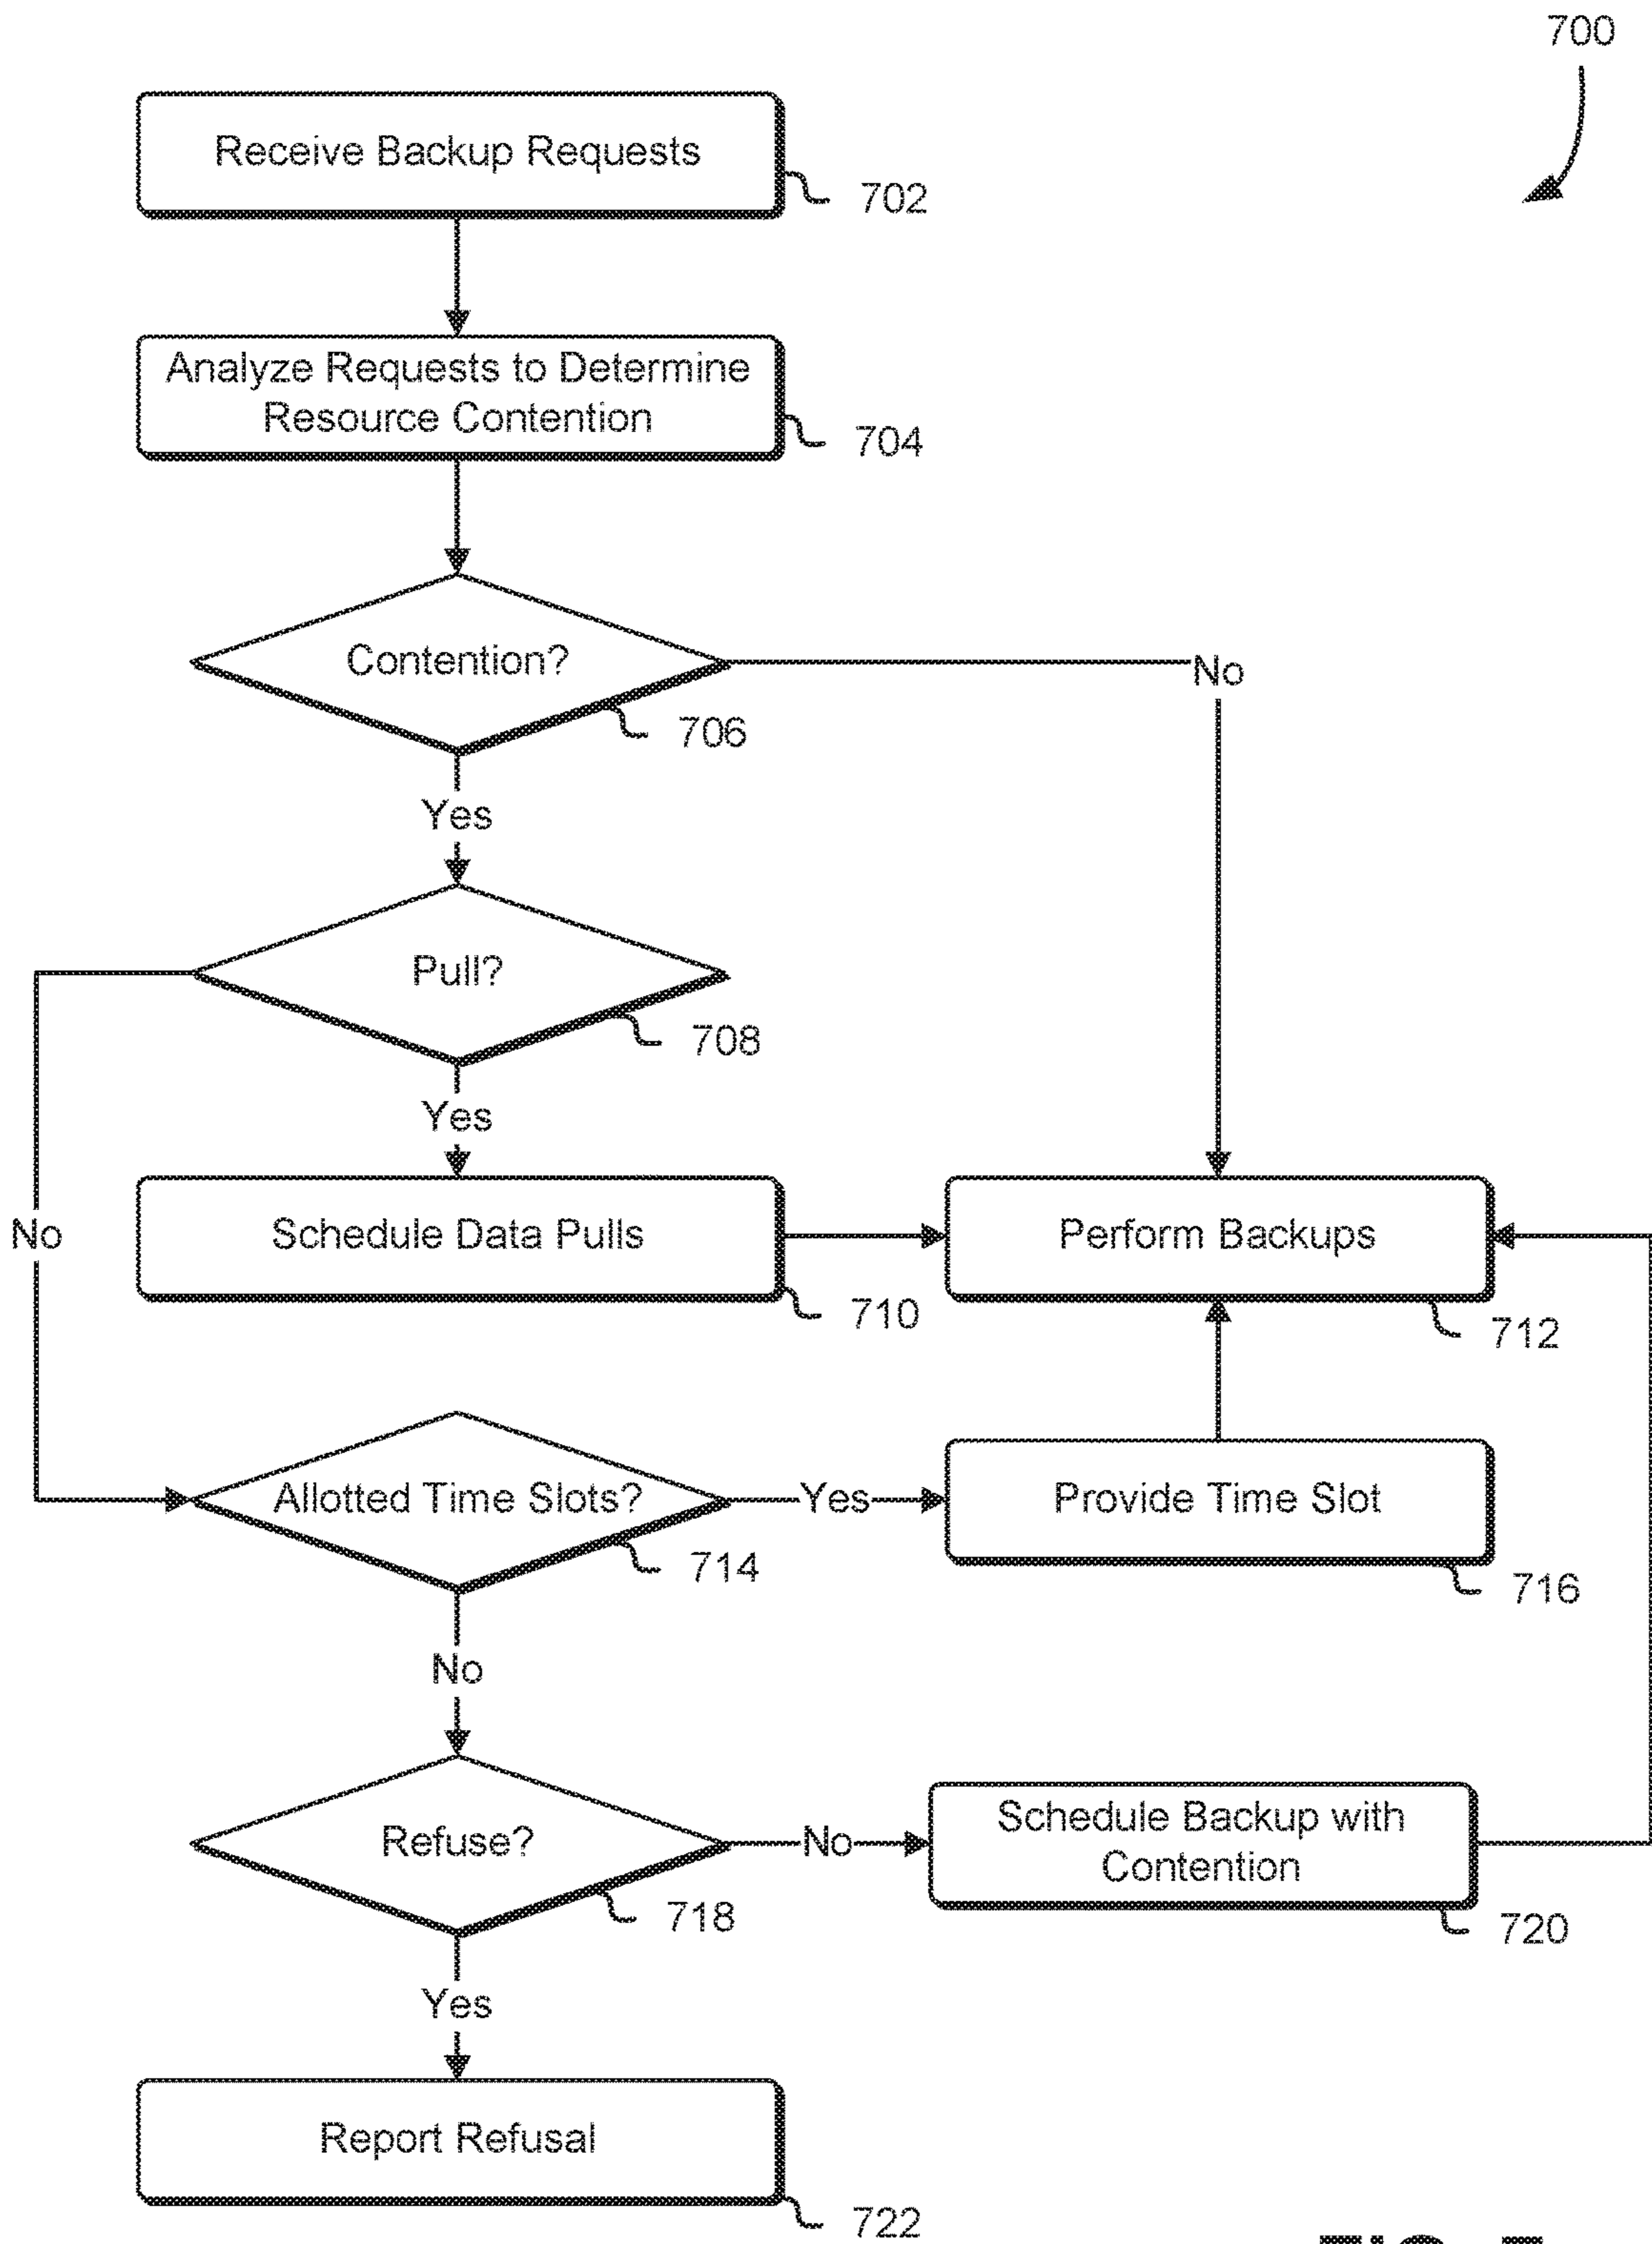 700
Receive Backup Requests
702
Analyze Requests to Determine
Resource Contention
704
Contention?
No
706
Yes
Pull?
708
Yes
No
Schedule Data Pulls
710
Perform Backups
712
Allotted Time Slots?
714
Yes
Provide Time Slot
716
No
Refuse?
718
No
Schedule Backup with
Contention
720
Yes
Report Refusal
722